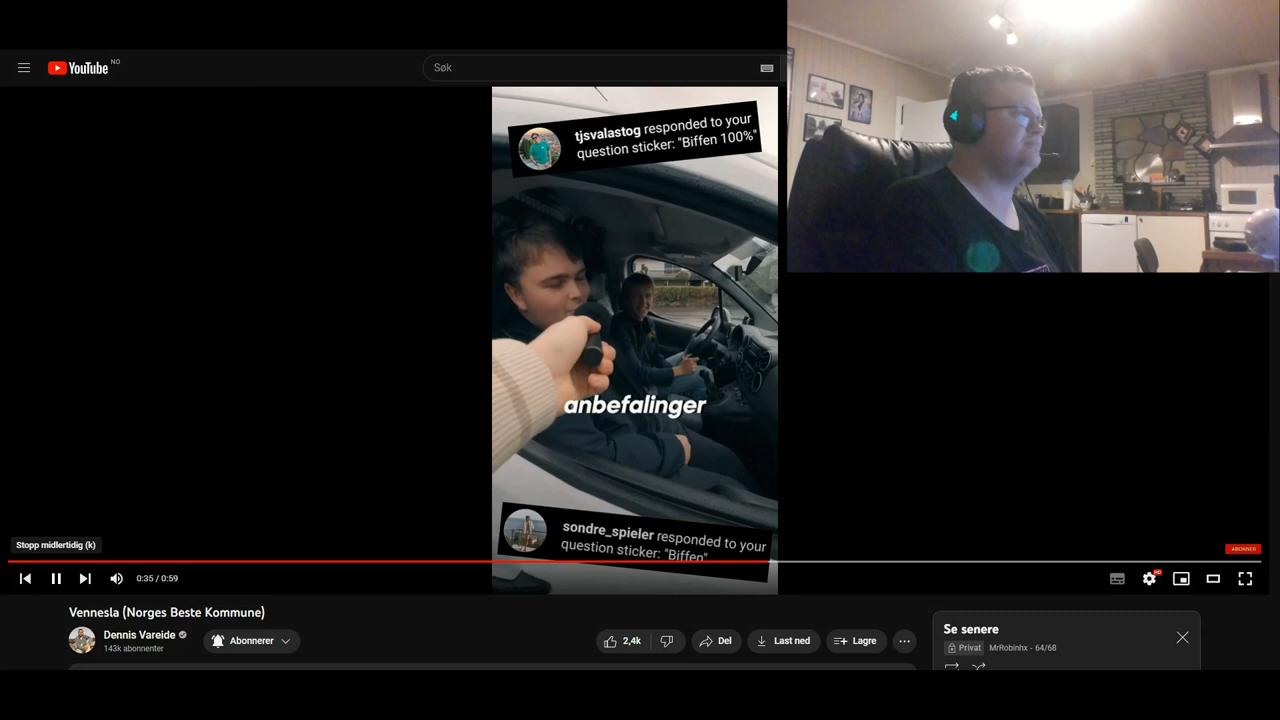 YouTube NO
Søk
tjsvalastog responded to your
question sticker: "Biffen 100%"
anbefalinger
sondre_spieler responded to your
question sticker: "Biffen"
Stopp midlertidig (k)
ABONNER
0:35 / 0:59
HD
Vennesla (Norges Beste Kommune)
Dennis Vareide
143k abonnenter
Abonnerer
2,4k
Del
Last ned
Lagre
Se senere
Privat
MrRobinhx - 64/68